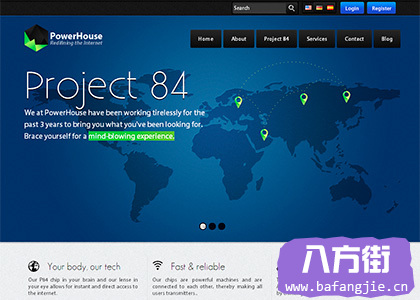 Search
Login
Register
PowerHouse
Redifining the Internet
Home
About
Project 84
Services
Contact
Blog
Project 84
We at PowerHouse have been working tirelessly for the
past 3 years to bring you what you've been looking for.
Brace yourself for a mind-blowing experience.
Your body, our tech
Our P84 chip in your brain and our lense in
your eye allows for instant and direct access to
the internet.
Fast & reliable
Our chips are powerful machines and are
connected to each other, thereby making all
users transmitters.
八方街
www.bafangjie.cn